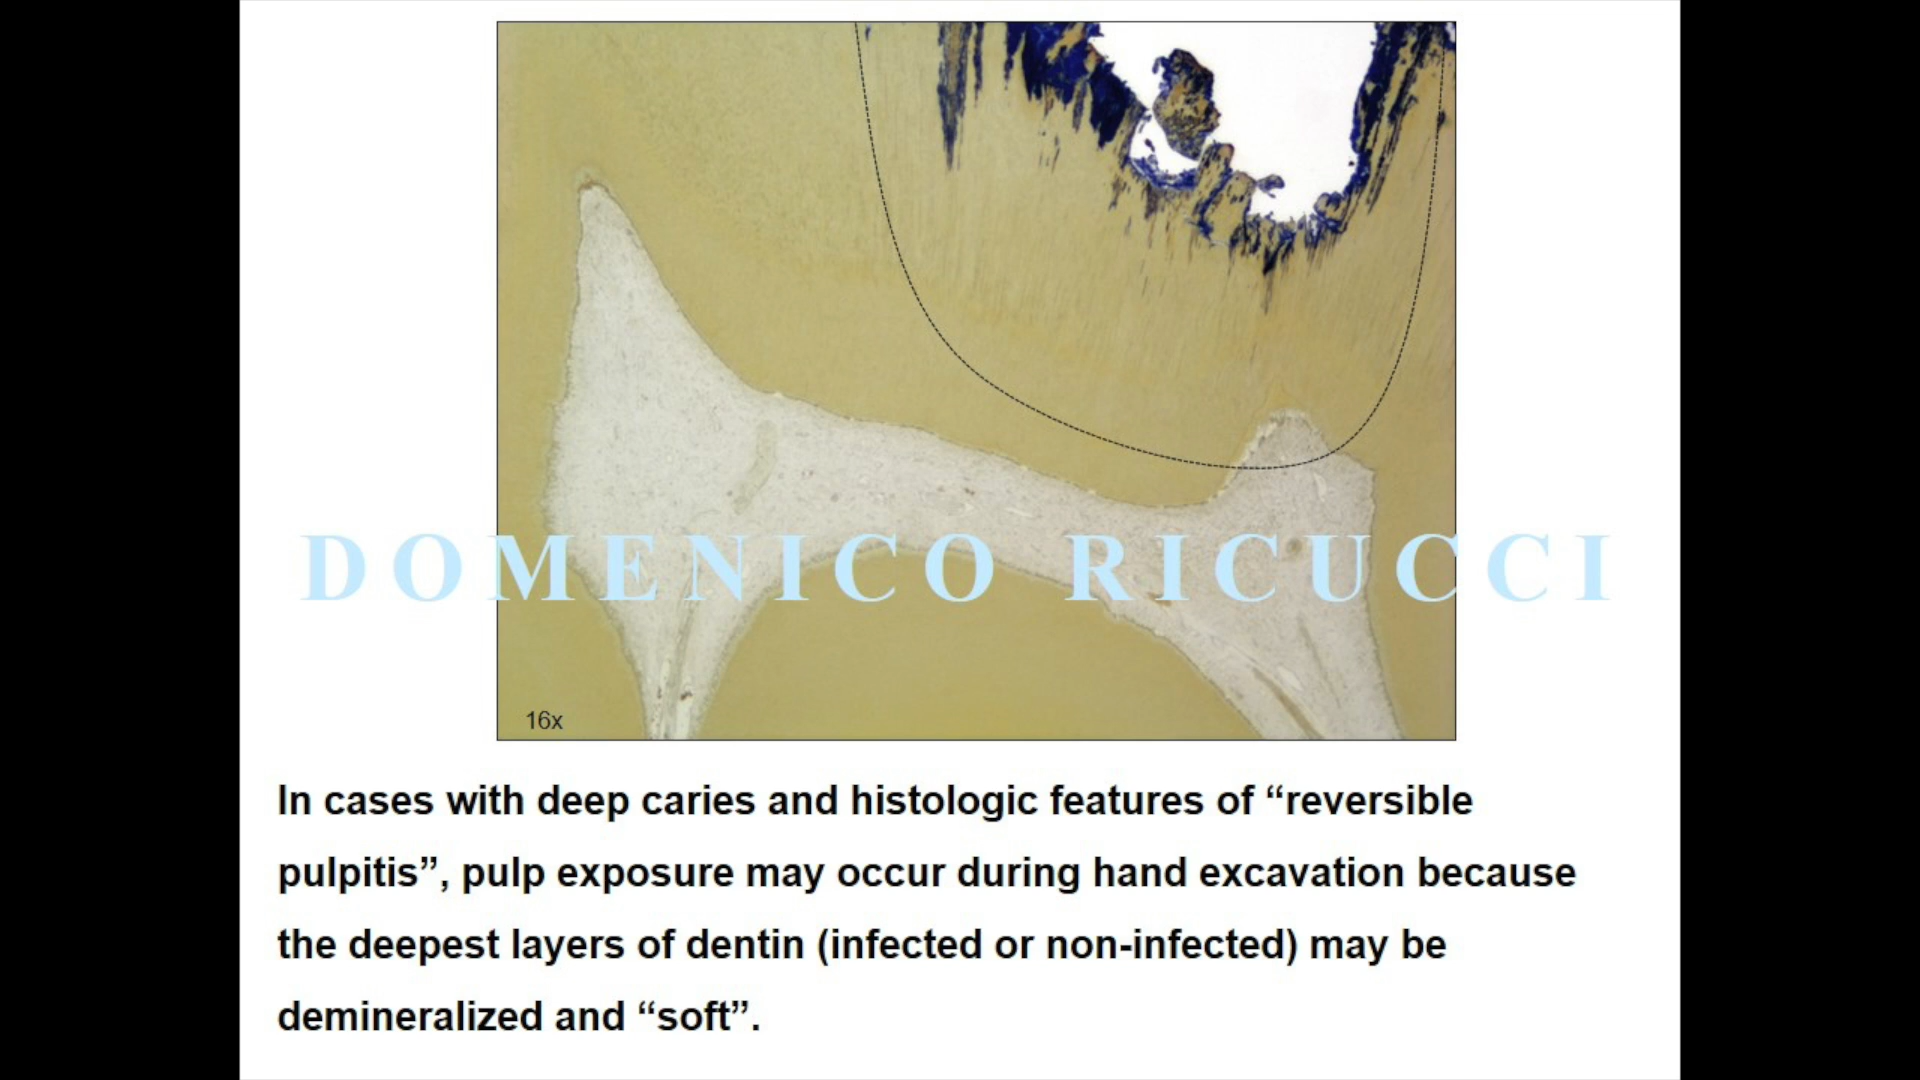 DOMENICO RICUCCI
16x
In cases with deep caries and histologic features of “reversible
pulpitis”, pulp exposure may occur during hand excavation because
the deepest layers of dentin (infected or non-infected) may be
demineralized and “soft”.